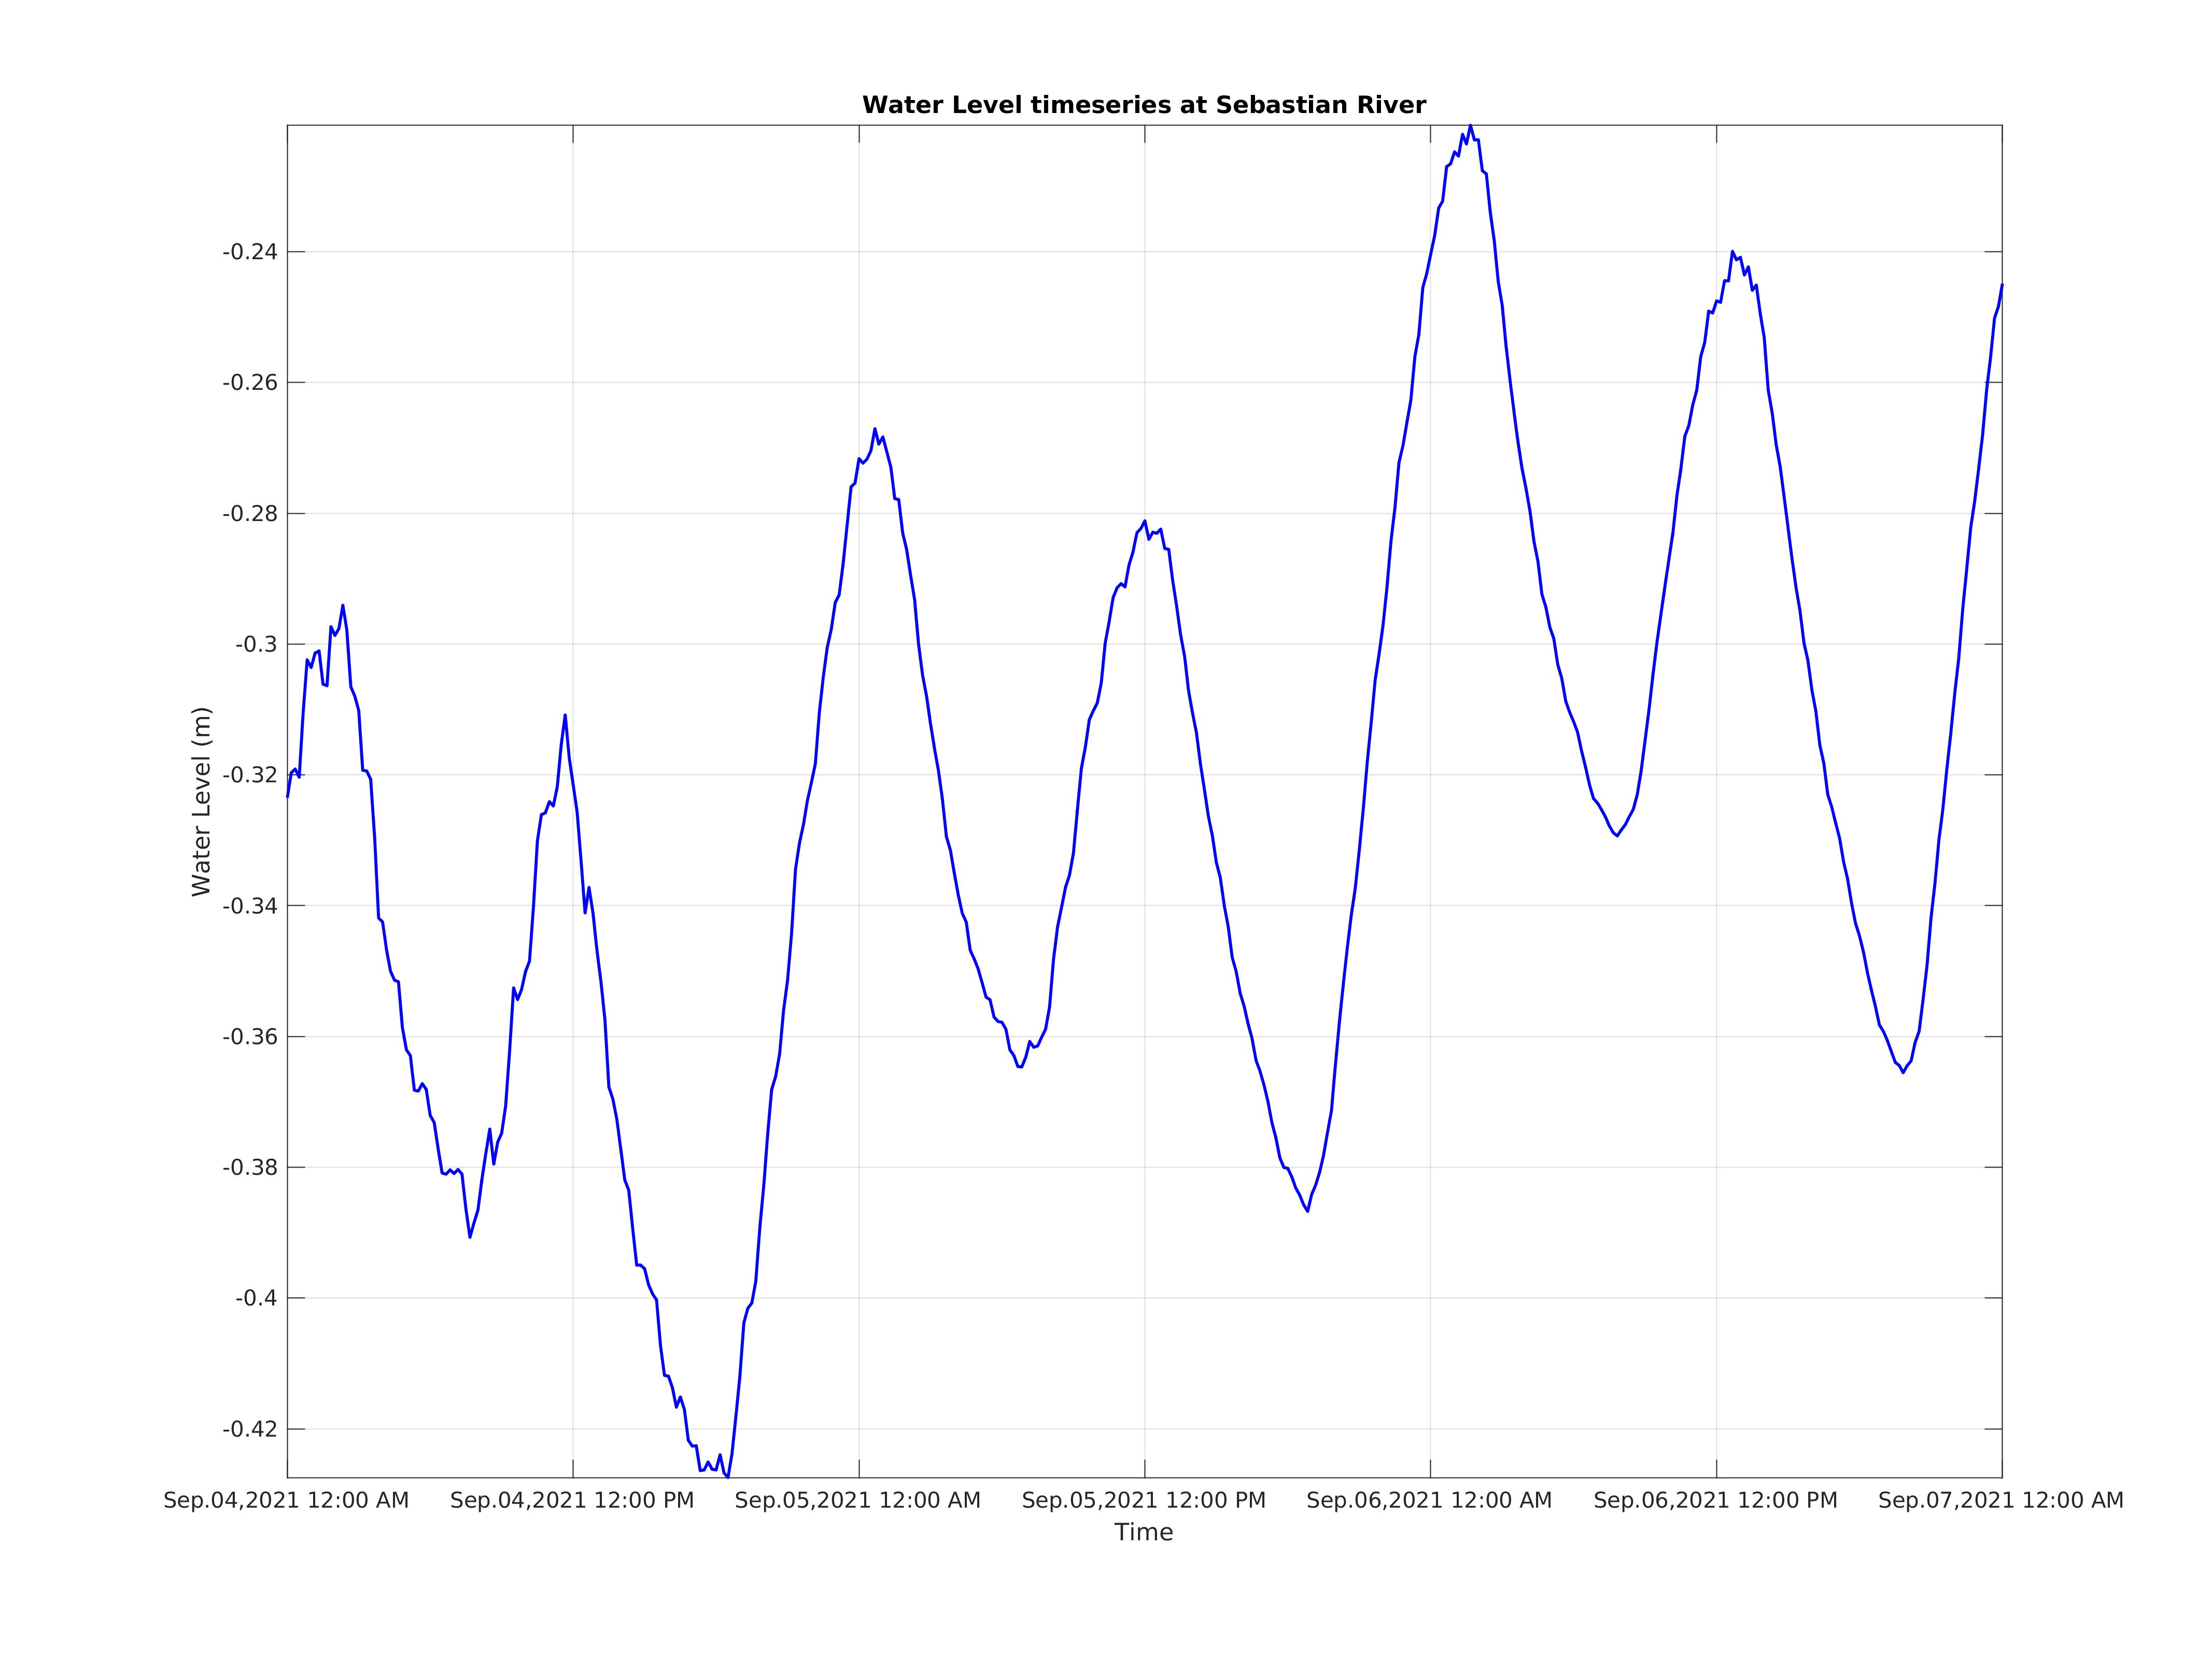 Water Level timeseries at Sebastian River
-0.24
-0.26
-0.28
-0.3
-0.32
-0.34
-0.36
-0.38
-0.4
-0.42
Water Level (m)
Sep.04,2021 12:00 AM
Sep.04,2021 12:00 PM
Sep.05,2021 12:00 AM
Sep.05,2021 12:00 PM
Sep.06,2021 12:00 AM
Sep.06,2021 12:00 PM
Sep.07,2021 12:00 AM
Time